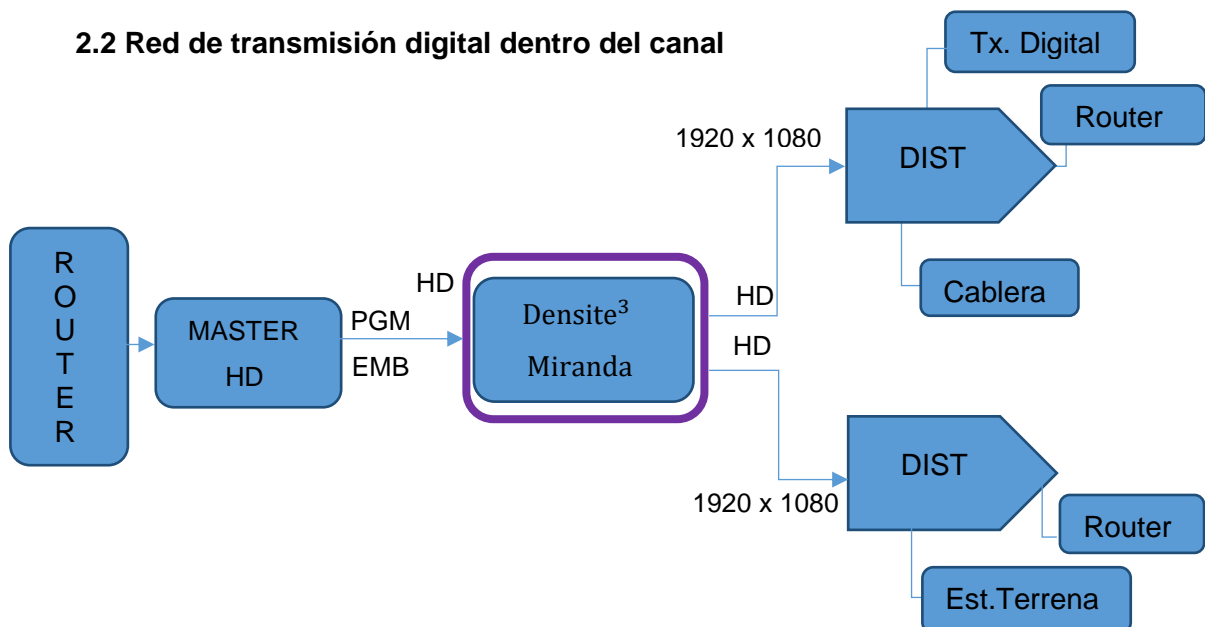 2.2 Red de transmisión digital dentro del canal
Tx. Digital
Router
1920 x 1080
DIST
Cablera
R
O
U
T
E
R
MASTER
HD
PGM
EMB
HD
Densite³
Miranda
HD
HD
DIST
1920 x 1080
Router
Est.Terrena